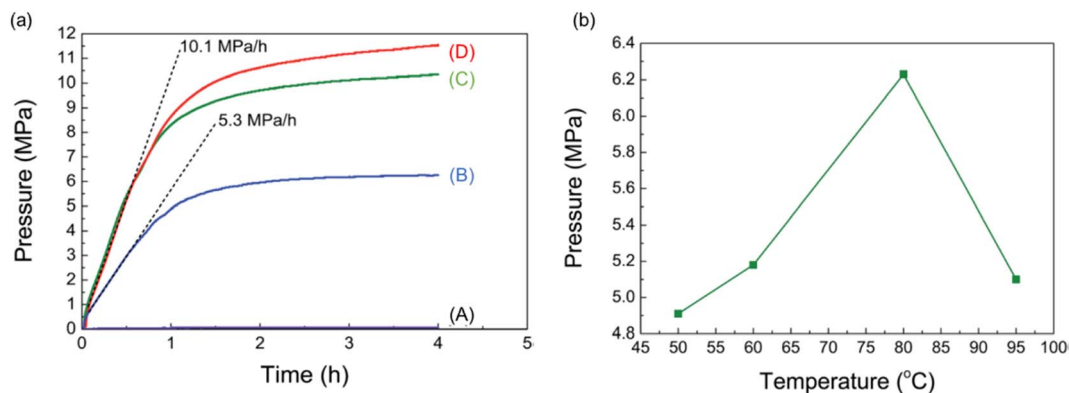 (a)
12
11
10
9
8
7
6
5
4
3
2
1
0
Pressure (MPa)
10.1 MPa/h
5.3 MPa/h
(D)
(C)
(B)
(A)
0 1 2 3 4 5
Time (h)
(b)
6.4
6.2
6.0
5.8
5.6
5.4
5.2
5.0
4.8
Pressure (MPa)
45 50 55 60 65 70 75 80 85 90 95 100
Temperature (°C)